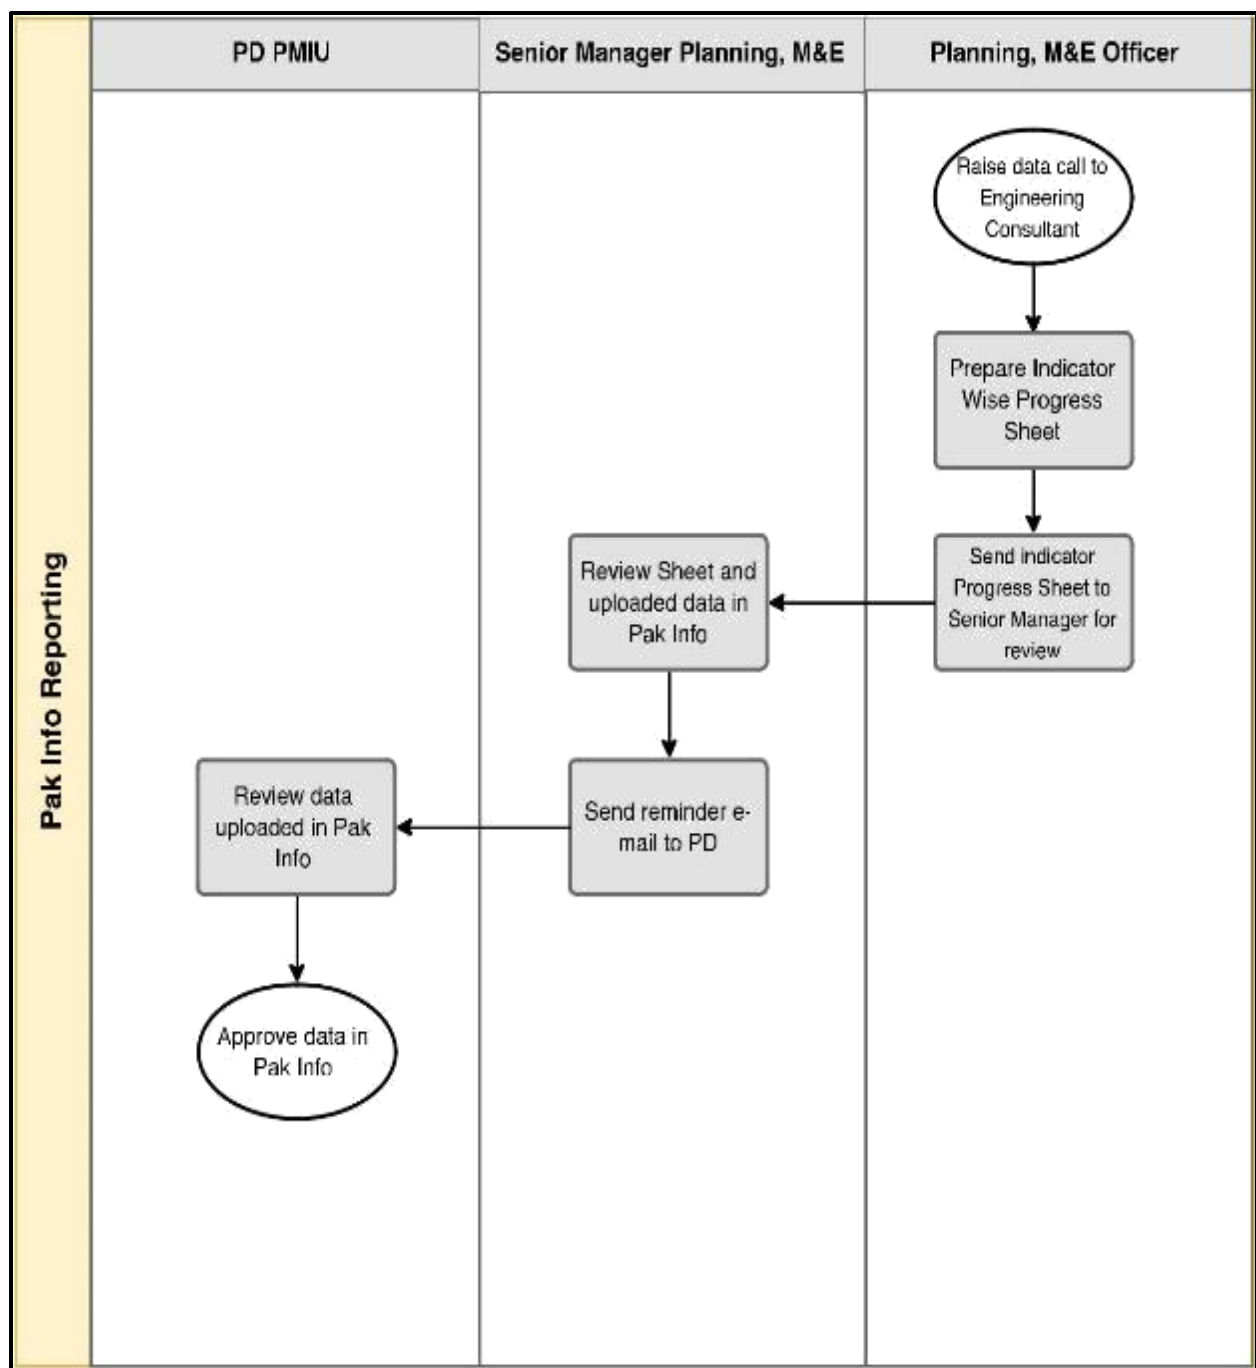 PD PMIU
Senior Manager Planning, M&E
Planning, M&E Officer
Pak Info Reporting
Raise data call to
Engineering
Consultant
Prepare Indicator
Wise Progress
Sheet
Send indicator
Progress Sheet to
Senior Manager for
review
Review Sheet and
uploaded data in
Pak Info
Send reminder e-
mail to PD
Review data
uploaded in Pak
Info
Approve data in
Pak Info